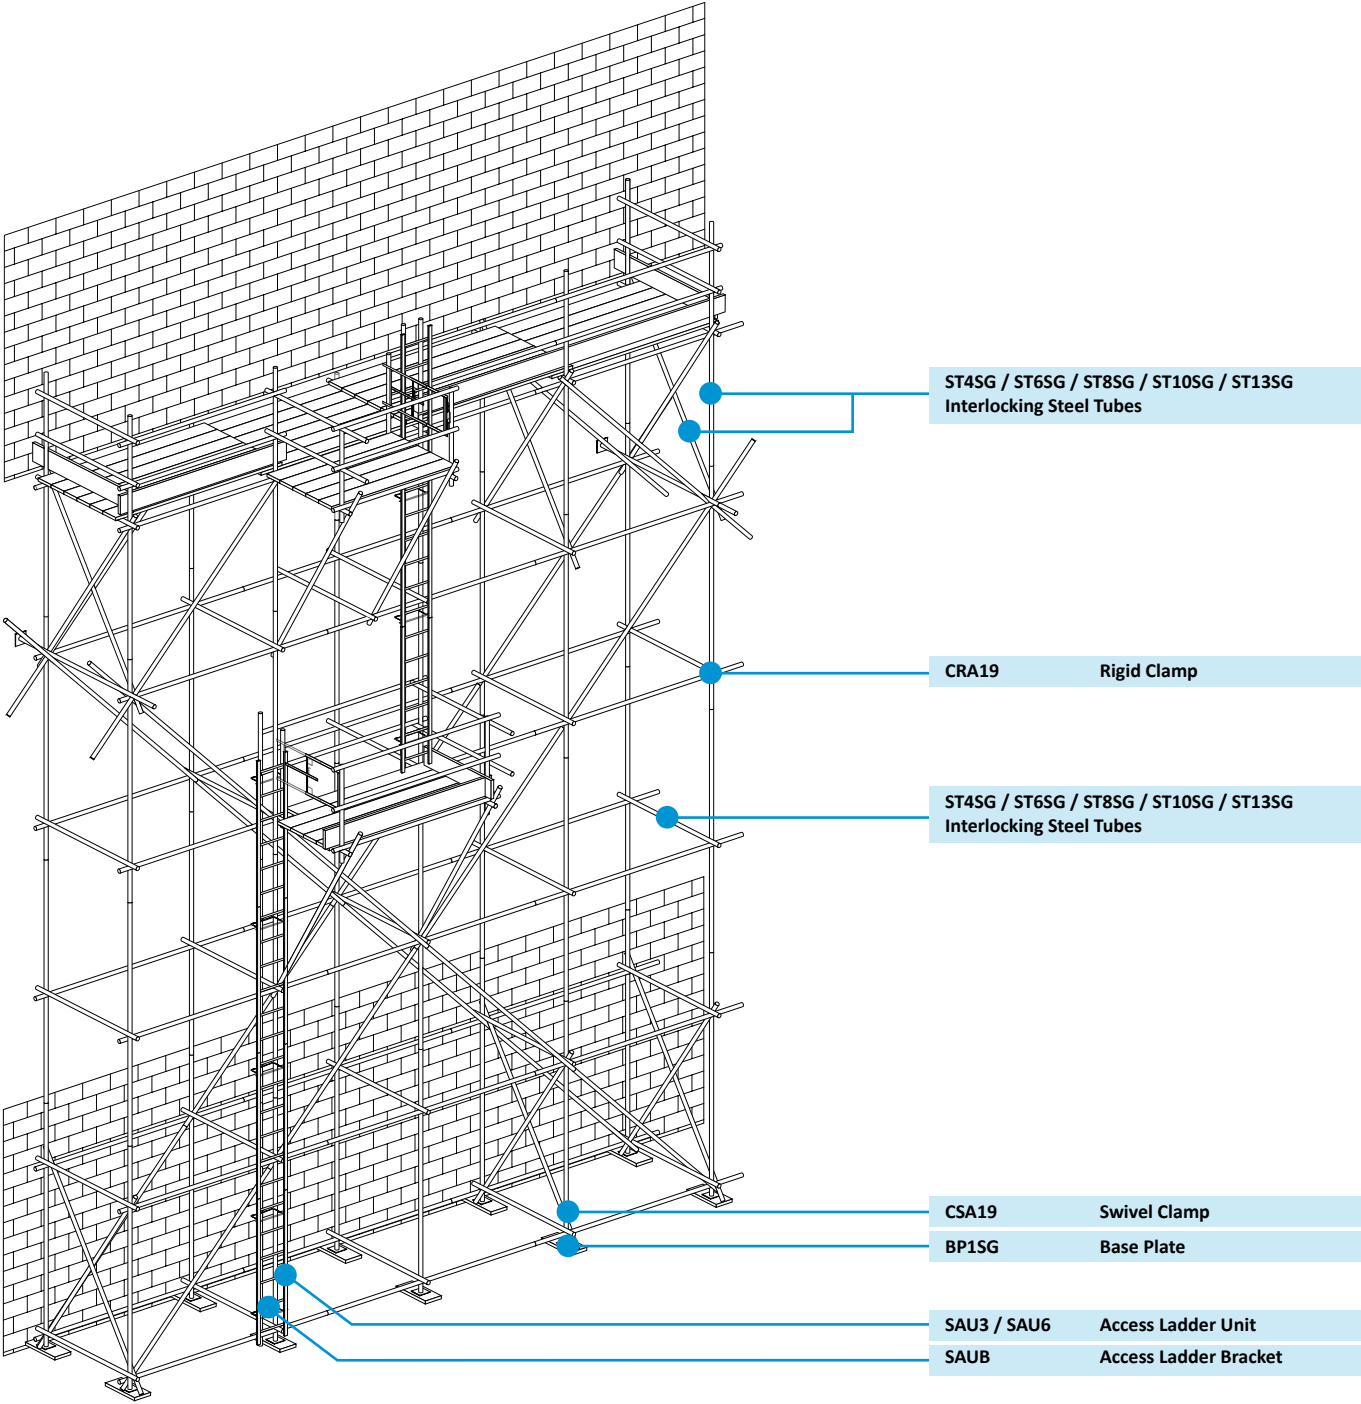 ST4SG / ST6SG / ST8SG / ST10SG / ST13SG
Interlocking Steel Tubes
CRA19 Rigid Clamp
ST4SG / ST6SG / ST8SG / ST10SG / ST13SG
Interlocking Steel Tubes
CSA19 Swivel Clamp
BP1SG Base Plate
SAU3 / SAU6 Access Ladder Unit
SAUB Access Ladder Bracket